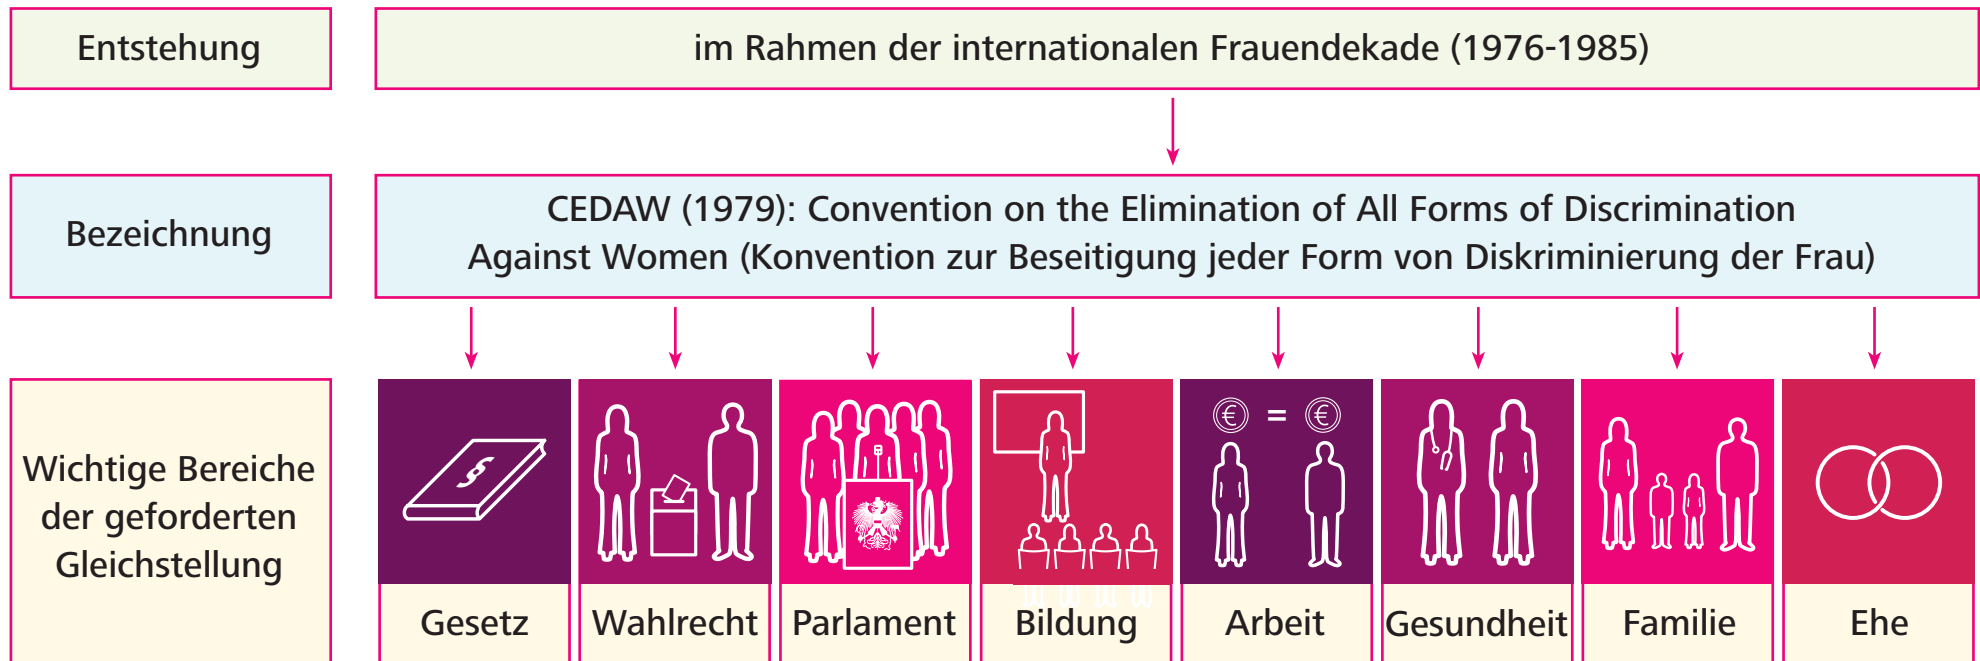 Entstehung
im Rahmen der internationalen Frauendekade (1976-1985)
Bezeichnung
CEDAW (1979): Convention on the Elimination of All Forms of Discrimination
Against Women (Konvention zur Beseitigung jeder Form von Diskriminierung der Frau)
Wichtige Bereiche
der geforderten
Gleichstellung
§
€ = €
Gesetz
Wahlrecht
Parlament
Bildung
Arbeit
Gesundheit
Familie
Ehe